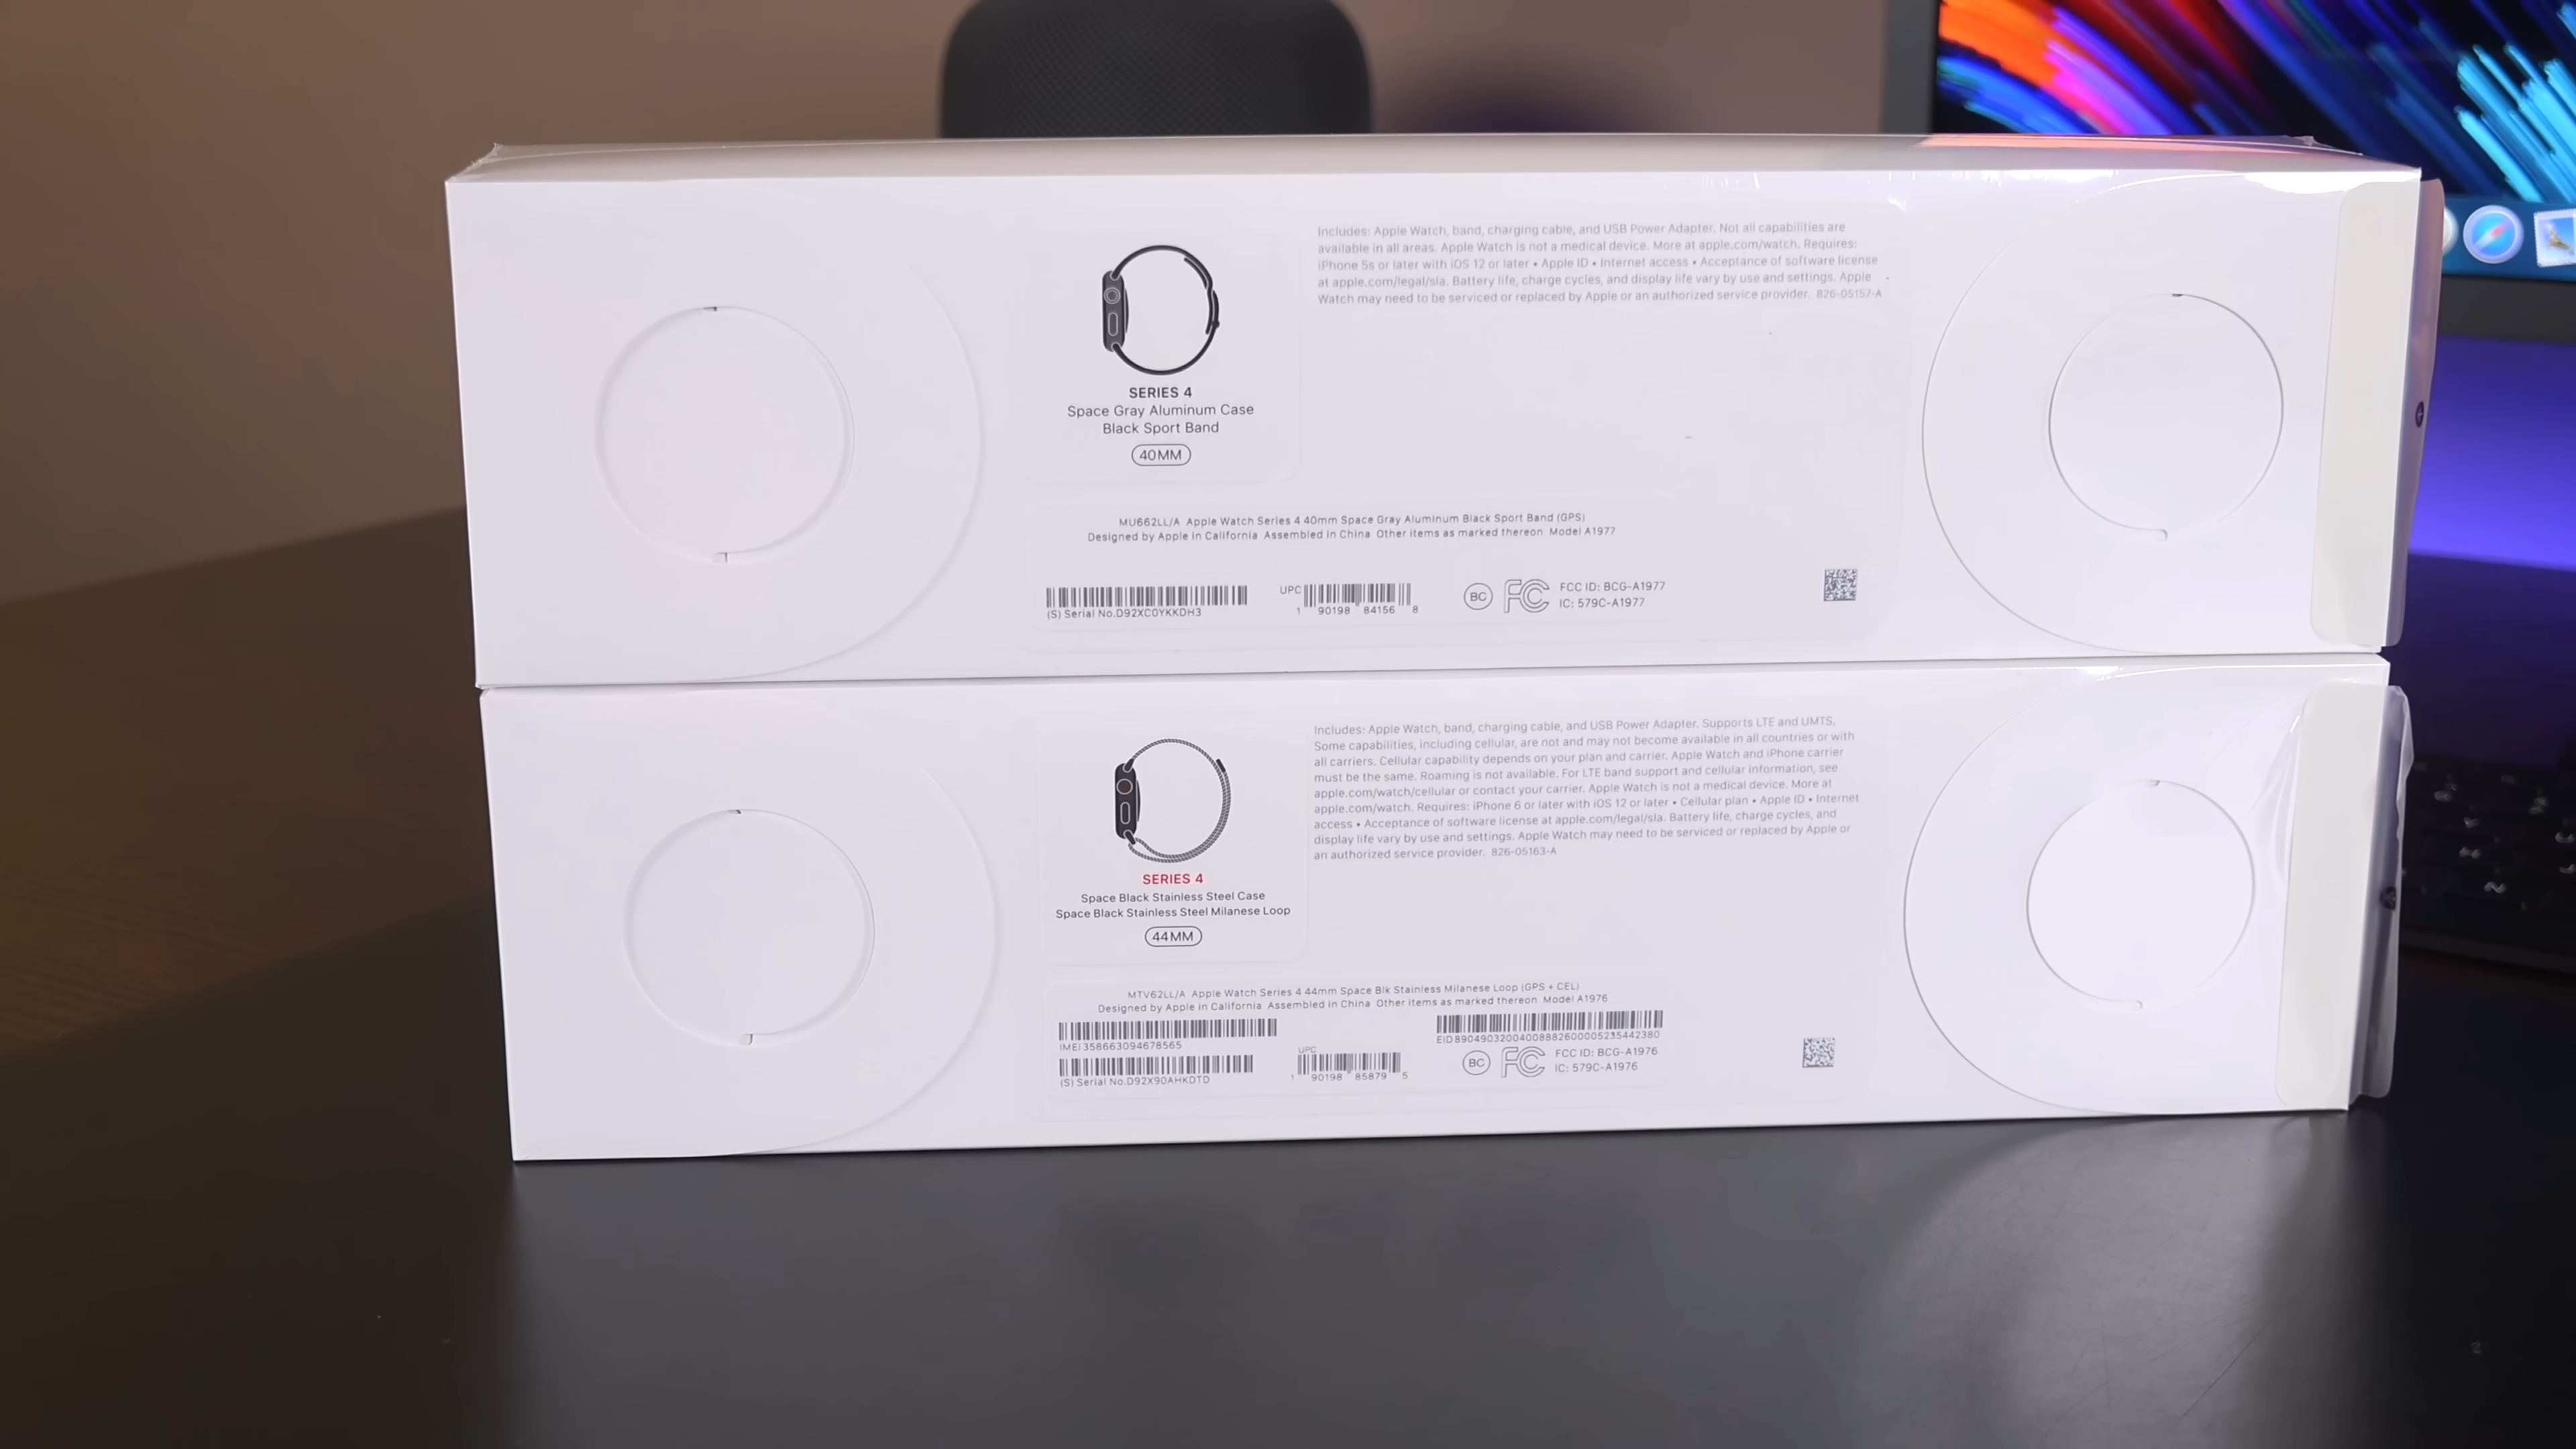 Includes: Apple Watch, band, charging cable, and USB Power Adapter. Not all capabilities are
available in all areas. Apple Watch is not a medical device. More at apple.com/watch. Requires:
iPhone 5s or later with iOS 12 or later • Apple ID • Internet access • Acceptance of software license
at apple.com/legal/sla. Battery life, charge cycles, and display life vary by use and settings. Apple
Watch may need to be serviced or replaced by Apple or an authorized service provider. 826-05157-A
SERIES 4
Space Gray Aluminum Case
Black Sport Band
40MM
MU662LL/A Apple Watch Series 4 40mm Space Gray Aluminum Black Sport Band (GPS)
Designed by Apple in California Assembled in China Other items as marked thereon Model A1977
(S) Serial No.D92XC0YKKDH3
UPC
1 90198 84156 8
BC
FC
FCC ID: BCG-A1977
IC: 579C-A1977
Includes: Apple Watch, band, charging cable, and USB Power Adapter. Supports LTE and UMTS.
Some capabilities, including cellular, are not and may not become available in all countries or with
all carriers. Cellular capability depends on your plan and carrier. Apple Watch and iPhone carrier
must be the same. Roaming is not available. For LTE band support and cellular information, see
apple.com/watch/cellular or contact your carrier. Apple Watch is not a medical device. More at
apple.com/watch. Requires: iPhone 6 or later with iOS 12 or later • Cellular plan • Apple ID • Internet
access • Acceptance of software license at apple.com/legal/sla. Battery life, charge cycles, and
display life vary by use and settings. Apple Watch may need to be serviced or replaced by Apple or
an authorized service provider. 826-05163-A
SERIES 4
Space Black Stainless Steel Case
Space Black Stainless Steel Milanese Loop
44MM
MTV62LL/A Apple Watch Series 4 44mm Space Blk Stainless Milanese Loop (GPS + CEL)
Designed by Apple in California Assembled in China Other items as marked thereon Model A1976
IMEI 358663094678565
EID 89049032004008882600005235442380
(S) Serial No.D92X90AHKDTD
UPC
1 90198 85879 5
BC
FC
FCC ID: BCG-A1976
IC: 579C-A1976